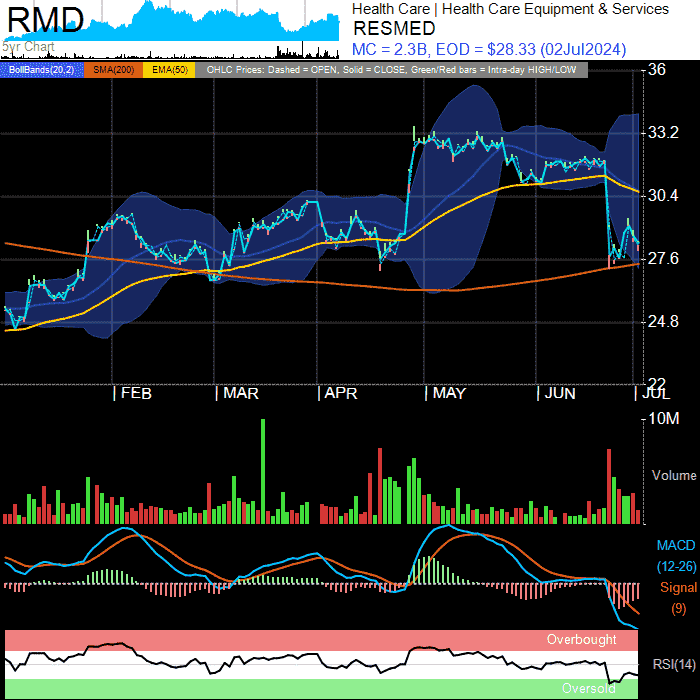 RMD
5yr Chart
Health Care | Health Care Equipment & Services
RESMED
MC = 2.3B, EOD = $28.33 (02Jul2024)
BollBands(20,2) SMA(200) EMA(50) OHLC Prices: Dashed = OPEN, Solid = CLOSE, Green/Red bars = Intra-day HIGH/LOW
36
33.2
30.4
27.6
24.8
22
FEB MAR APR MAY JUN JUL
10M
Volume
MACD
(12-26)
Signal
(9)
Overbought
RSI(14)
Oversold